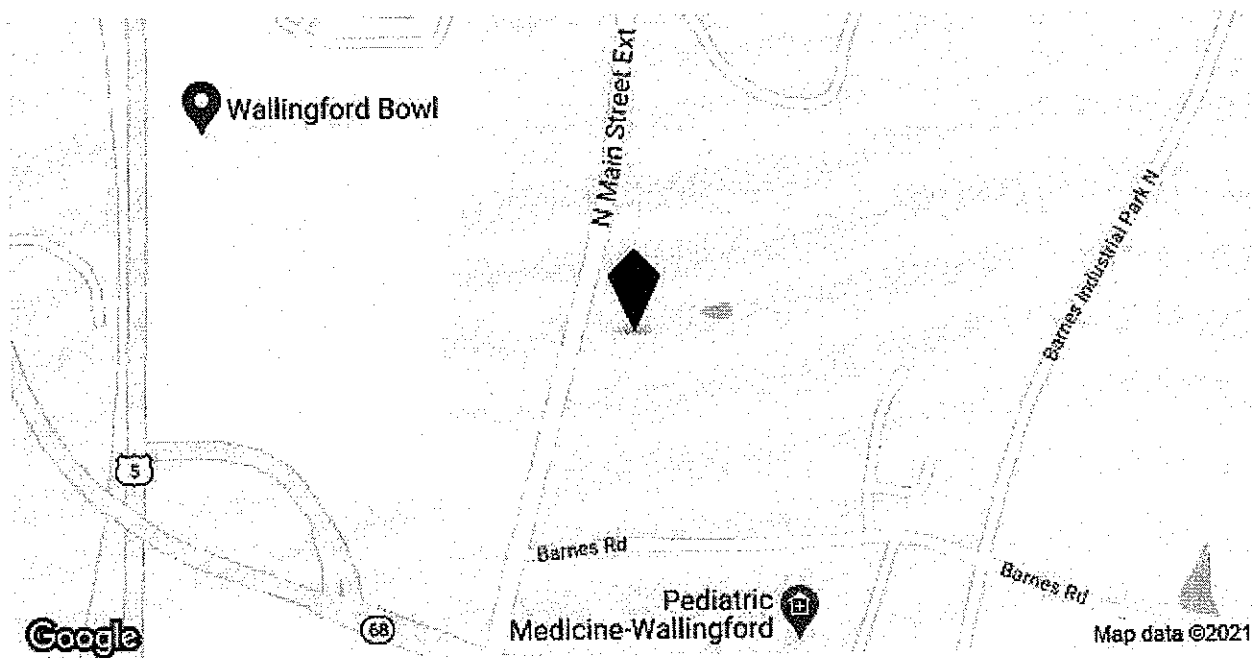 N Main Street Ext
Wallingford Bowl
Barnes Industrial Park N
5
Barnes Rd
Barnes Rd
Pediatric
Medicine-Wallingford
68
Google
Map data ©2021